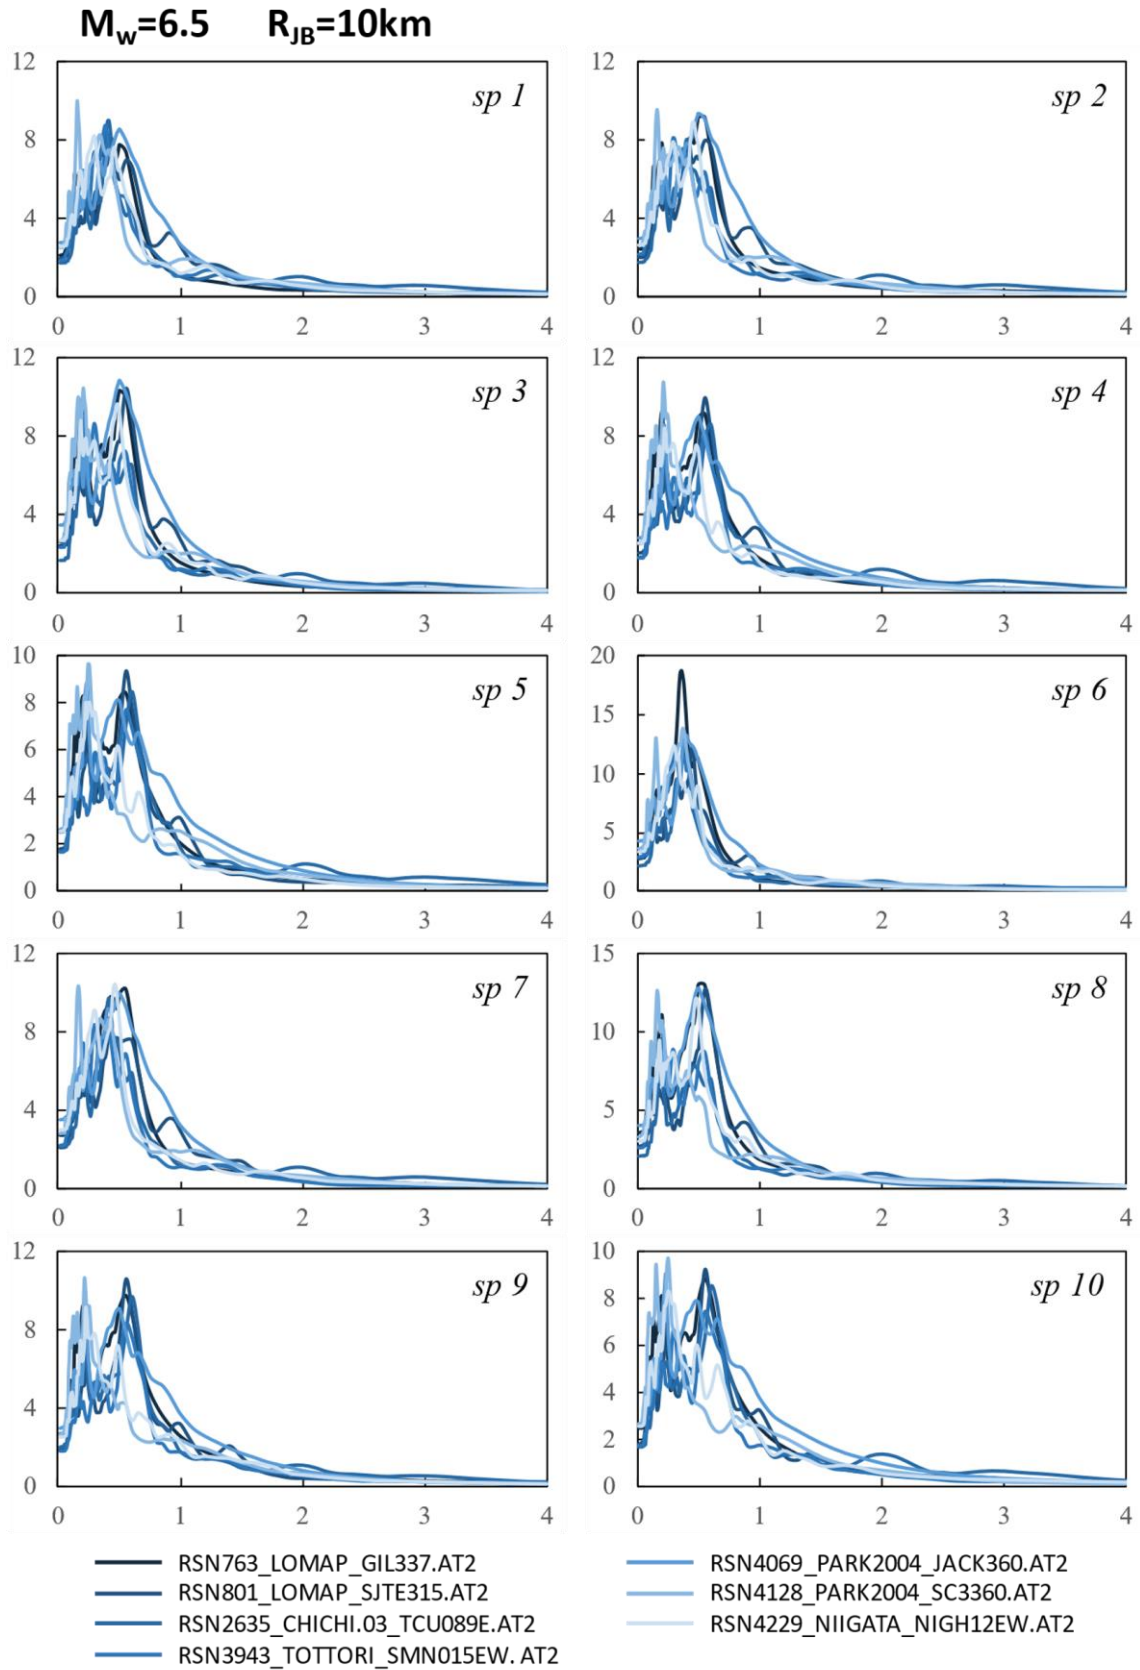 Mw=6.5 RJB=10km
12
8
4
0
sp 1
0 1 2 3 4
12
8
4
0
sp 2
0 1 2 3 4
12
8
4
0
sp 3
0 1 2 3 4
12
8
4
0
sp 4
0 1 2 3 4
10
8
6
4
2
0
sp 5
0 1 2 3 4
20
15
10
5
0
sp 6
0 1 2 3 4
12
8
4
0
sp 7
0 1 2 3 4
15
10
5
0
sp 8
0 1 2 3 4
12
8
4
0
sp 9
0 1 2 3 4
10
8
6
4
2
0
sp 10
0 1 2 3 4
RSN763_LOMAP_GIL337.AT2
RSN801_LOMAP_SJTE315.AT2
RSN2635_CHICHI.03_TCU089E.AT2
RSN3943_TOTTORI_SMN015EW. AT2
RSN4069_PARK2004_JACK360.AT2
RSN4128_PARK2004_SC3360.AT2
RSN4229_NIIGATA_NIGH12EW.AT2